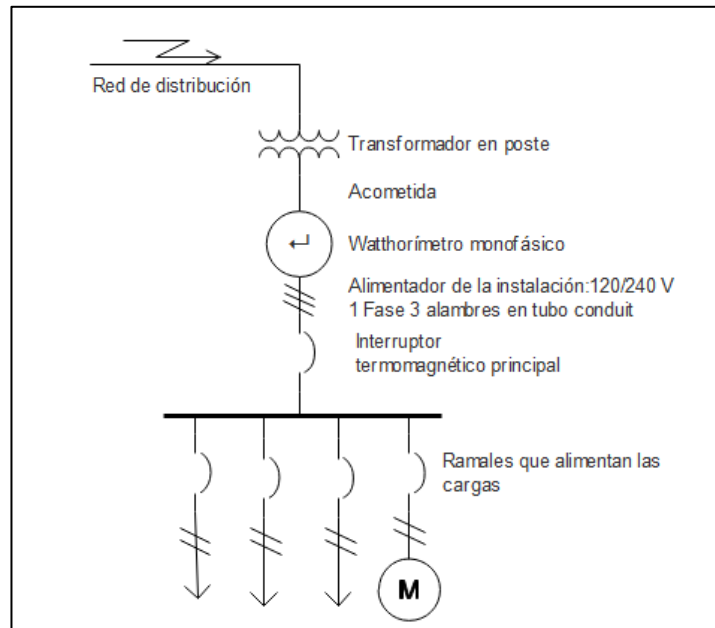 Red de distribución
Transformador en poste
Acometida
Watthorímetro monofásico
Alimentador de la instalación:120/240 V
1 Fase 3 alambres en tubo conduit
Interruptor
termomagnético principal
Ramales que alimentan las
cargas
M